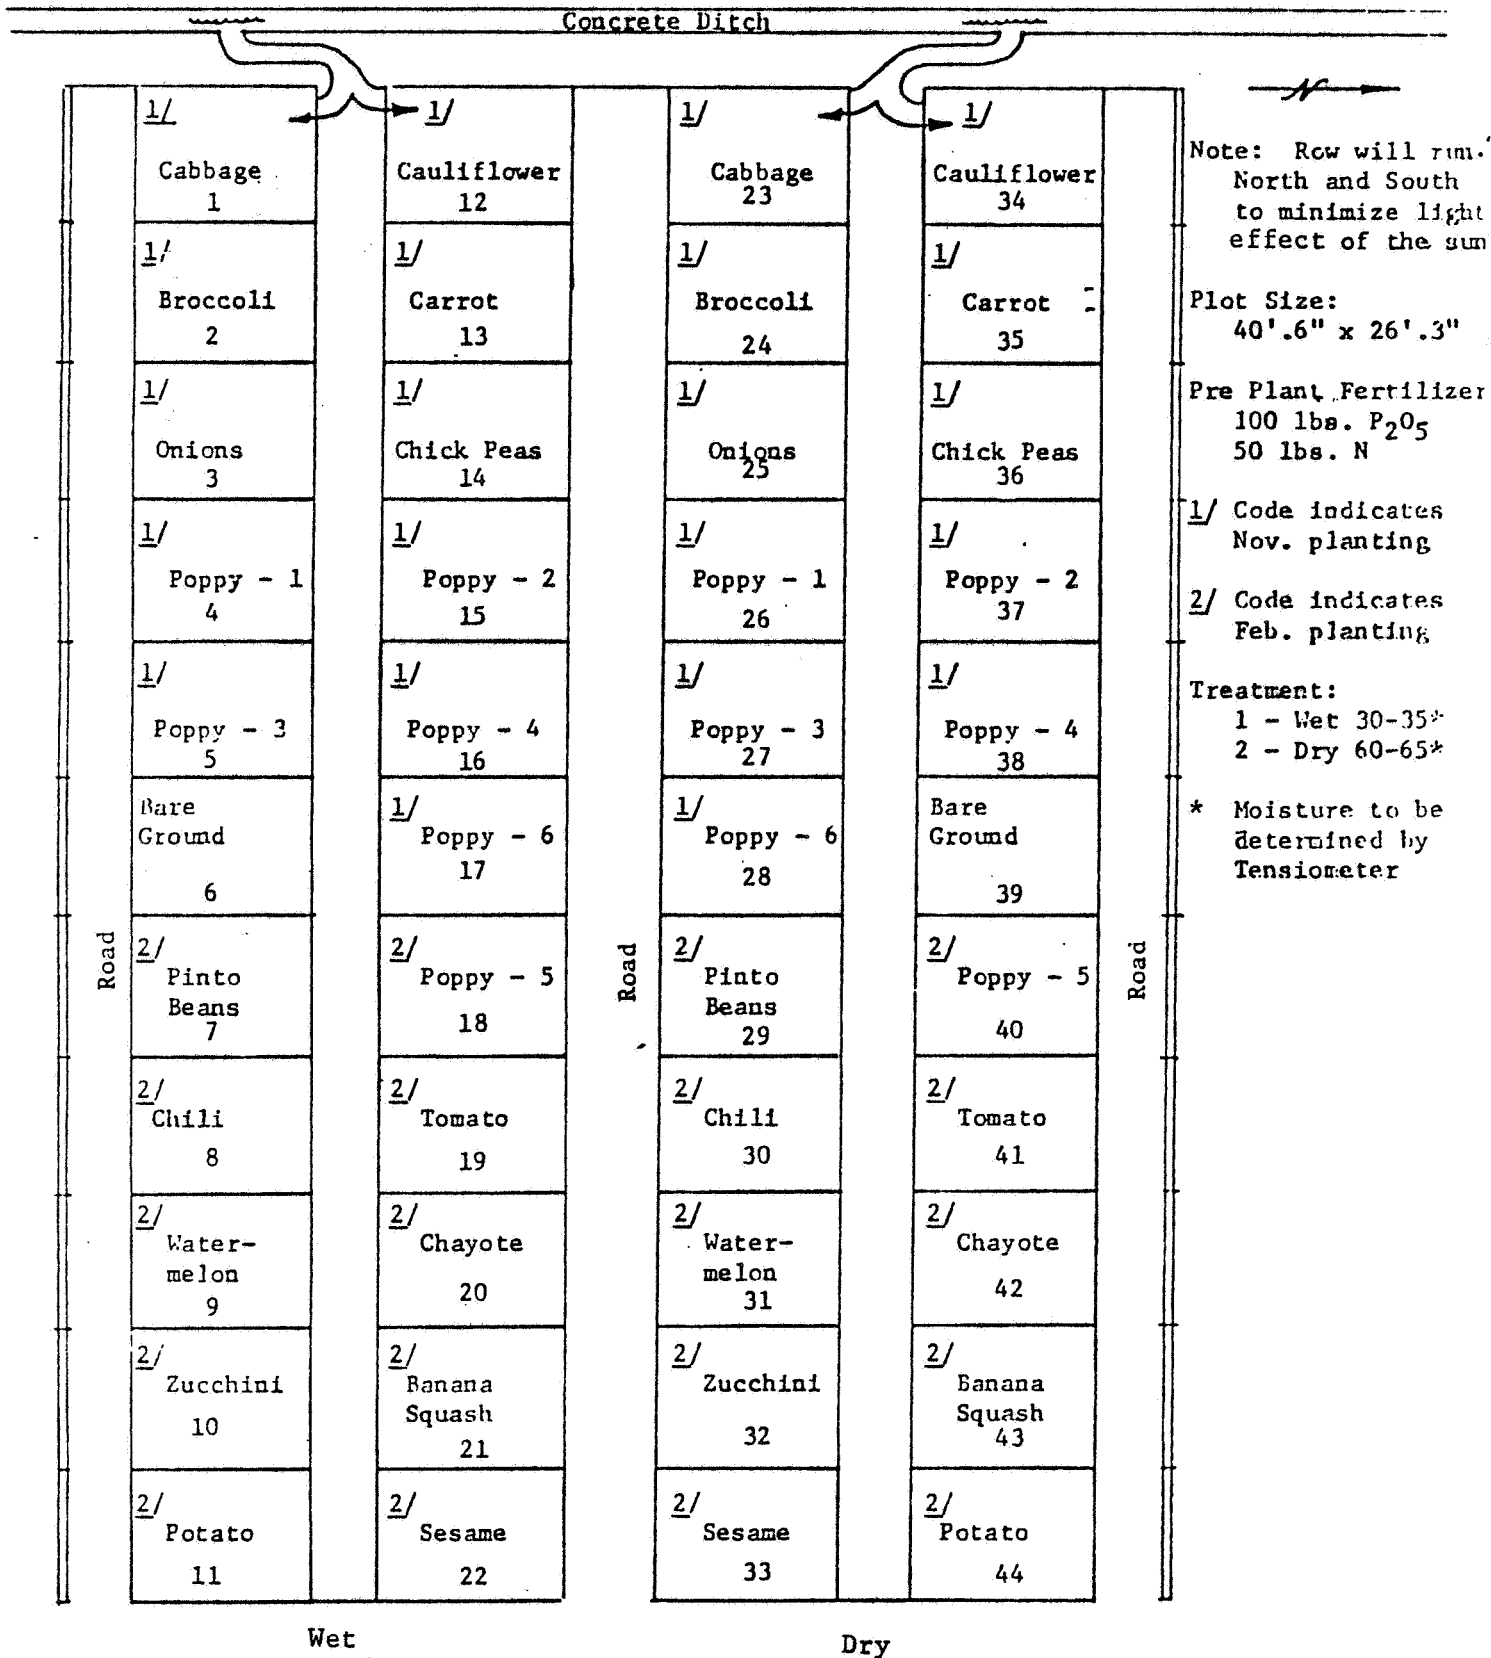 Concrete Ditch
N
1/
Cabbage
1
1/
Broccoli
2
1/
Onions
3
1/
Poppy - 1
4
1/
Poppy - 3
5
Bare
Ground
6
2/
Pinto
Beans
7
2/
Chili
8
2/
Water-
melon
9
2/
Zucchini
10
2/
Potato
11
1/
Cauliflower
12
1/
Carrot
13
1/
Chick Peas
14
1/
Poppy - 2
15
1/
Poppy - 4
16
1/
Poppy - 6
17
2/
Poppy - 5
18
2/
Tomato
19
2/
Chayote
20
2/
Banana
Squash
21
2/
Sesame
22
1/
Cabbage
23
1/
Broccoli
24
1/
Onions
25
1/
Poppy - 1
26
1/
Poppy - 3
27
1/
Poppy - 6
28
2/
Pinto
Beans
29
2/
Chili
30
2/
Water-
melon
31
2/
Zucchini
32
2/
Sesame
33
1/
Cauliflower
34
1/
Carrot
35
1/
Chick Peas
36
1/
Poppy - 2
37
1/
Poppy - 4
38
Bare
Ground
39
2/
Poppy - 5
40
2/
Tomato
41
2/
Chayote
42
2/
Banana
Squash
43
2/
Potato
44
Road
Road
Road
Wet
Dry
Note: Row will run
North and South
to minimize light
effect of the sun
Plot Size:
40'.6" x 26'.3"
Pre Plant Fertilizer
100 lbs. P2O5
50 lbs. N
1/ Code indicates
Nov. planting
2/ Code indicates
Feb. planting
Treatment:
1 - Wet 30-35*
2 - Dry 60-65*
* Moisture to be
determined by
Tensiometer